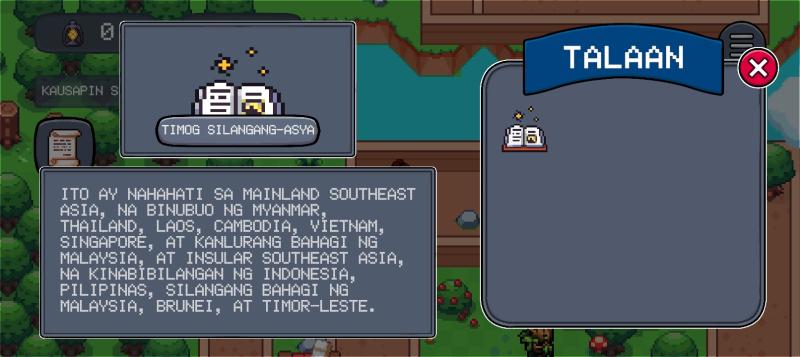 0
KAUSAPIN S
TIMOG SILANGANG-ASYA
ITO AY NAHAHATI SA MAINLAND SOUTHEAST
ASIA, NA BINUBUO NG MYANMAR,
THAILAND, LAOS, CAMBODIA, VIETNAM,
SINGAPORE, AT KANLURANG BAHAGI NG
MALAYSIA, AT INSULAR SOUTHEAST ASIA,
NA KINABIBILANGAN NG INDONESIA,
PILIPINAS, SILANGANG BAHAGI NG
MALAYSIA, BRUNEI, AT TIMOR-LESTE.
TALAAN